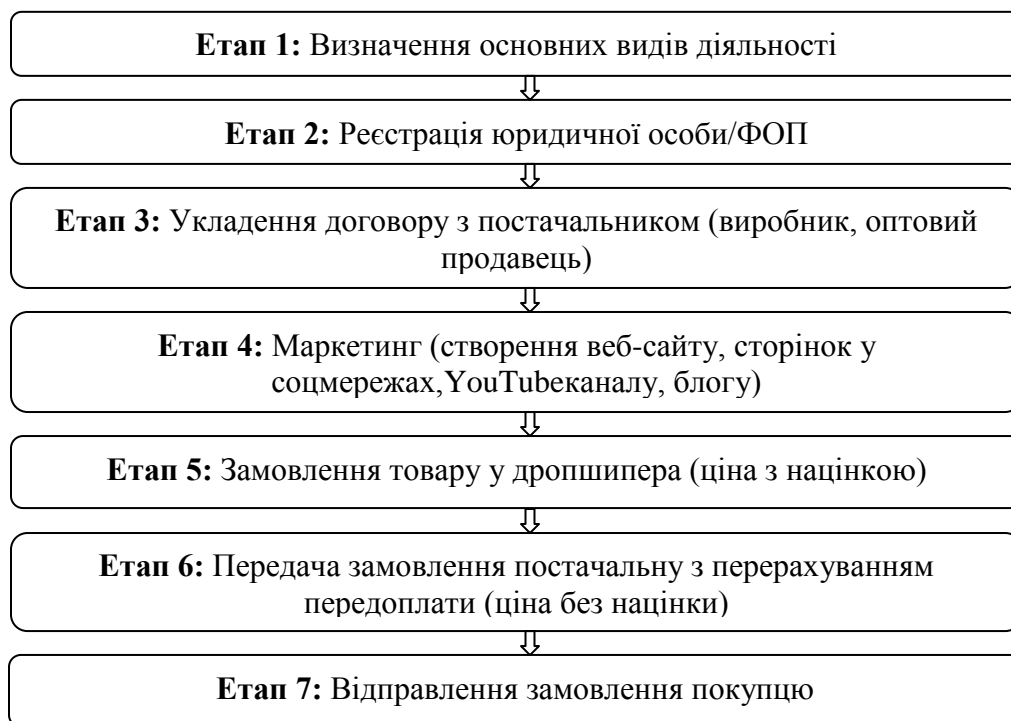 Етап 1: Визначення основних видів діяльності
Етап 2: Реєстрація юридичної особи/ФОП
Етап 3: Укладення договору з постачальником (виробник, оптовий
продавець)
Етап 4: Маркетинг (створення веб-сайту, сторінок у
соцмережах,YouTubeканалу, блогу)
Етап 5: Замовлення товару у дропшипера (ціна з націнкою)
Етап 6: Передача замовлення постачальну з перерахуванням
передоплати (ціна без націнки)
Етап 7: Відправлення замовлення покупцю